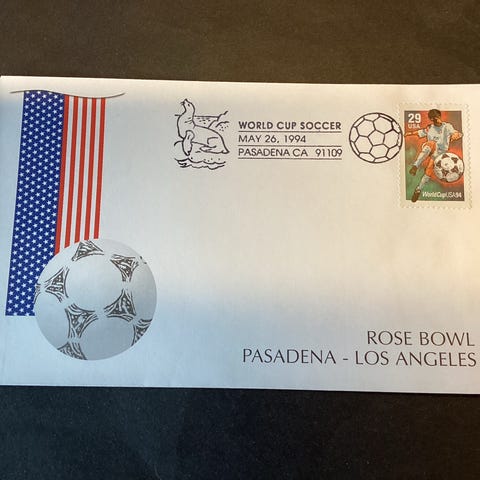 WORLD CUP SOCCER
MAY 26, 1994
PASADENA CA 91109
29
USA
WorldCupUSA94
ROSE BOWL
PASADENA - LOS ANGELES